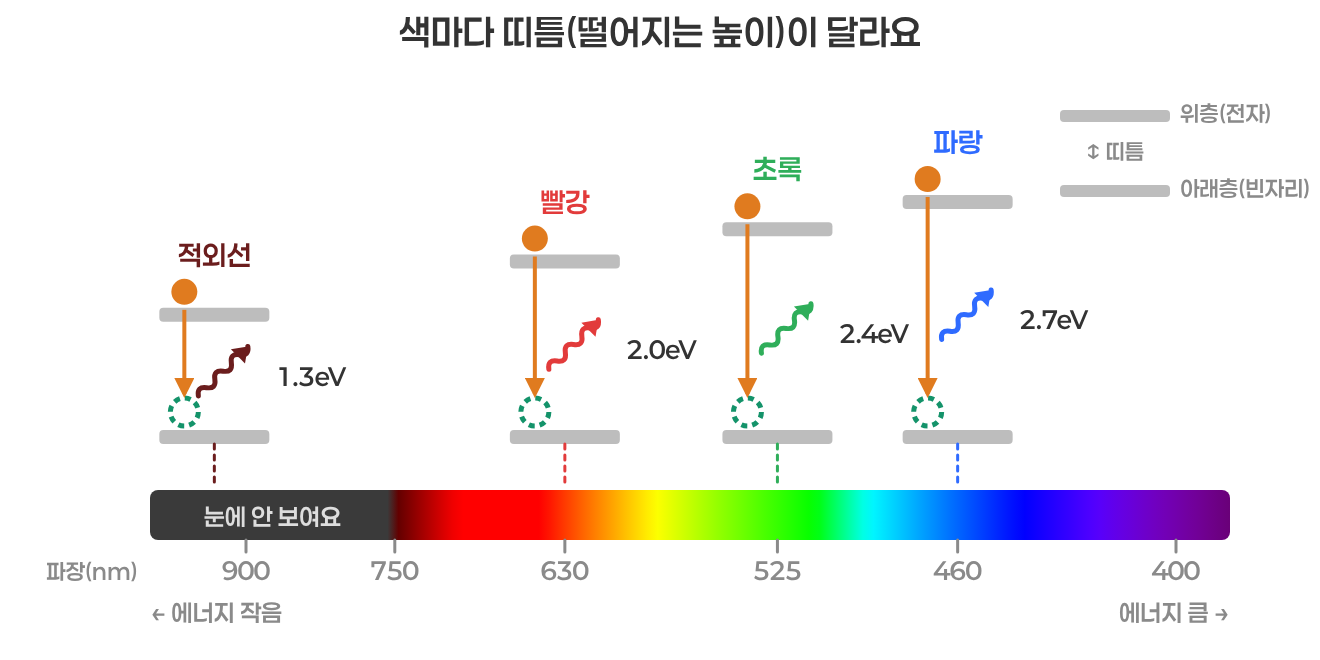 색마다 띠틈(떨어지는 높이)이 달라요
위층(전자)
↕ 띠틈
아래층(빈자리)
파랑
초록
빨강
적외선
1.3eV
2.0eV
2.4eV
2.7eV
눈에 안 보여요
파장(nm) 900 750 630 525 460 400
← 에너지 작음 에너지 큼 →